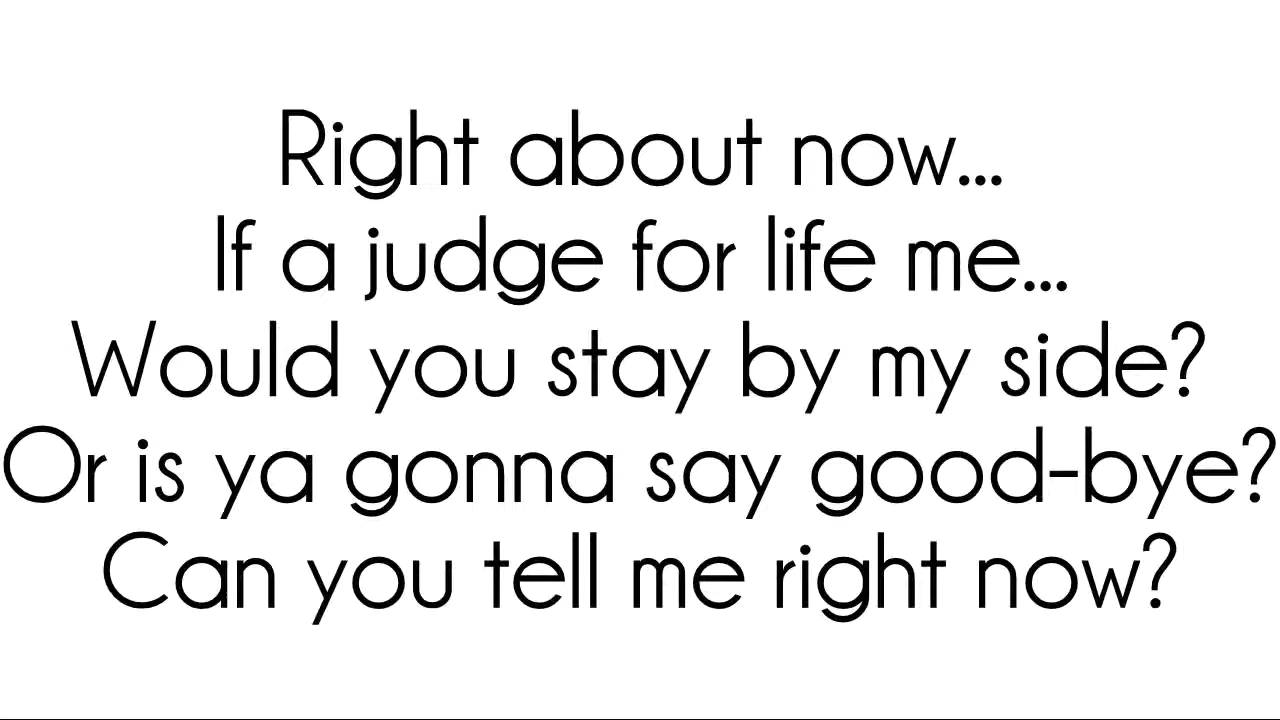 Right about now...
If a judge for life me...
Would you stay by my side?
Or is ya gonna say good-bye?
Can you tell me right now?